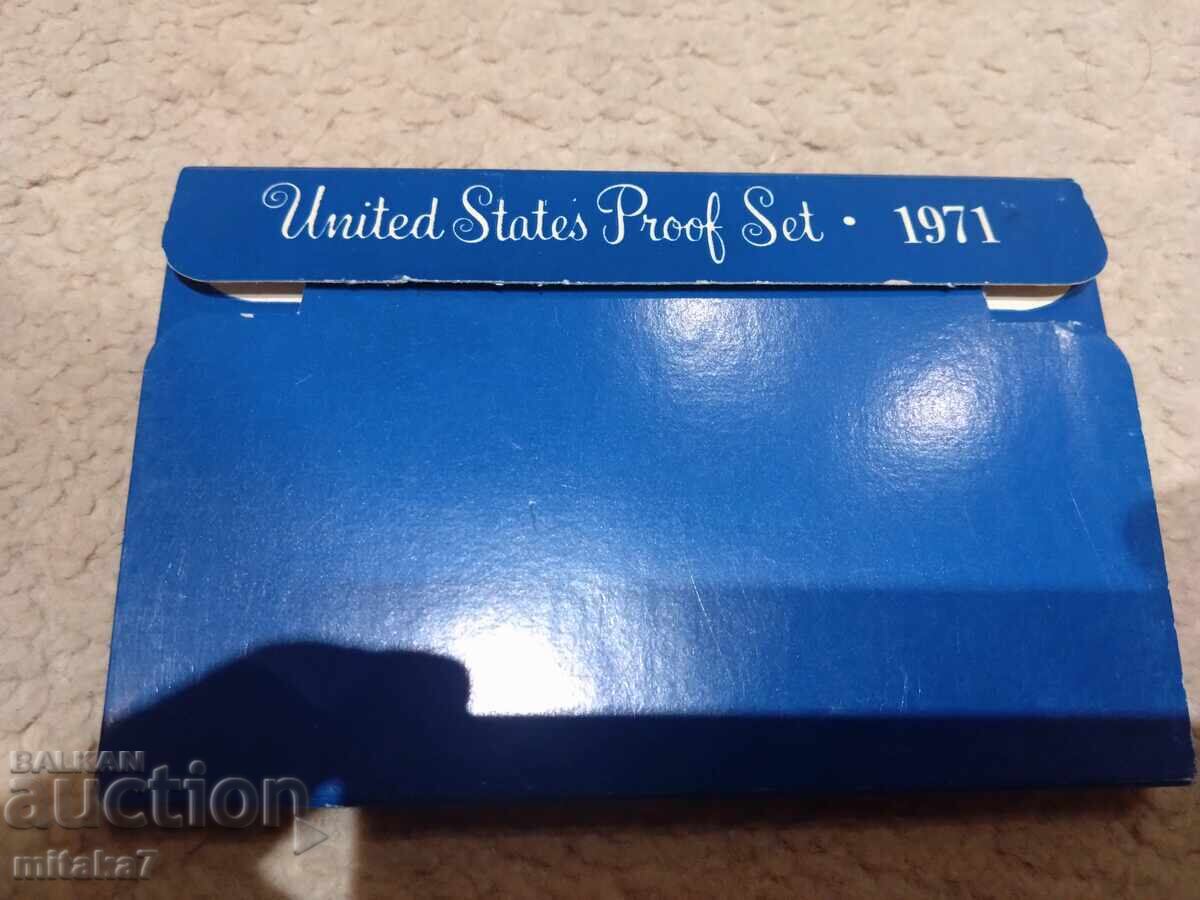 United States Proof Set · 1971
BALKAN
auction
mitaka7